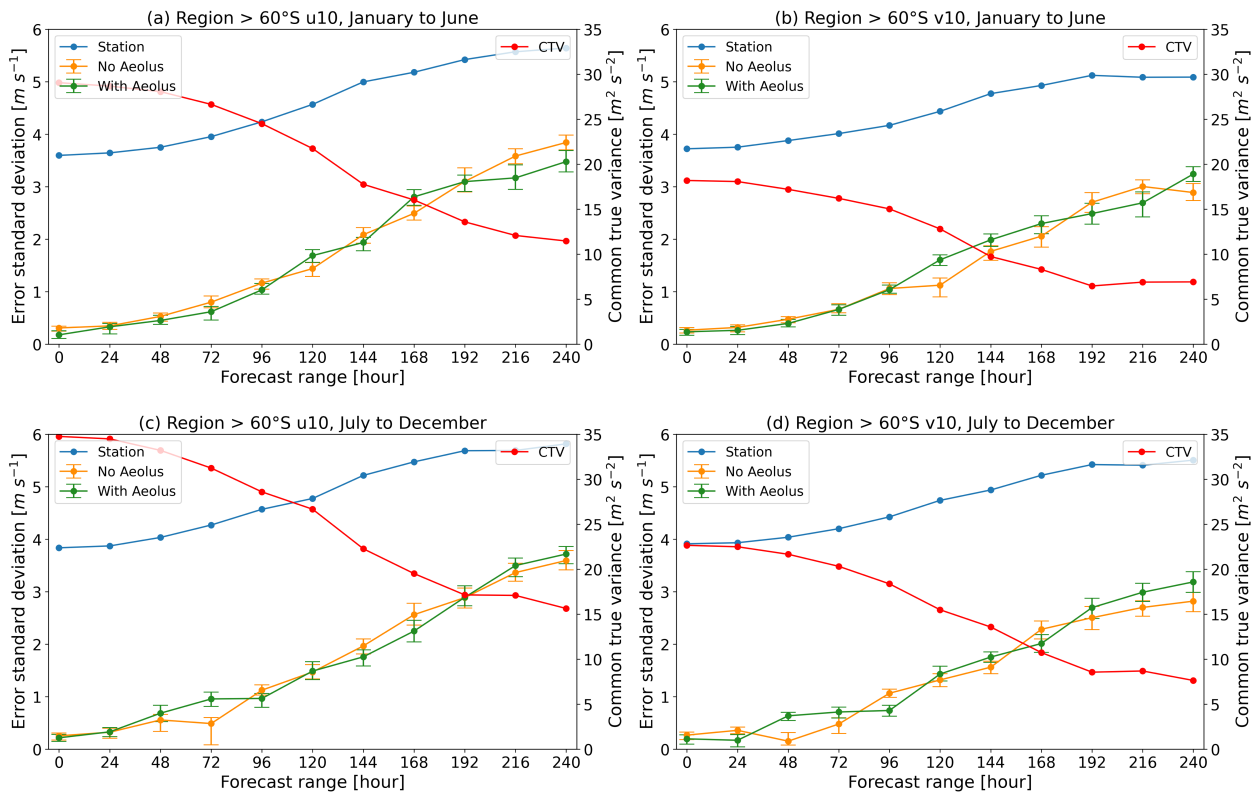 (a) Region > 60°S u10, January to June
Error standard deviation [m s⁻¹]
6
5
4
3
2
1
0
Station
No Aeolus
With Aeolus
CTV
35
30
25
20
15
10
5
0
Common true variance [m² s⁻²]
0 24 48 72 96 120 144 168 192 216 240
Forecast range [hour]
(b) Region > 60°S v10, January to June
Error standard deviation [m s⁻¹]
6
5
4
3
2
1
0
Station
No Aeolus
With Aeolus
CTV
35
30
25
20
15
10
5
0
Common true variance [m² s⁻²]
0 24 48 72 96 120 144 168 192 216 240
Forecast range [hour]
(c) Region > 60°S u10, July to December
Error standard deviation [m s⁻¹]
6
5
4
3
2
1
0
Station
No Aeolus
With Aeolus
CTV
35
30
25
20
15
10
5
0
Common true variance [m² s⁻²]
0 24 48 72 96 120 144 168 192 216 240
Forecast range [hour]
(d) Region > 60°S v10, July to December
Error standard deviation [m s⁻¹]
6
5
4
3
2
1
0
Station
No Aeolus
With Aeolus
CTV
35
30
25
20
15
10
5
0
Common true variance [m² s⁻²]
0 24 48 72 96 120 144 168 192 216 240
Forecast range [hour]